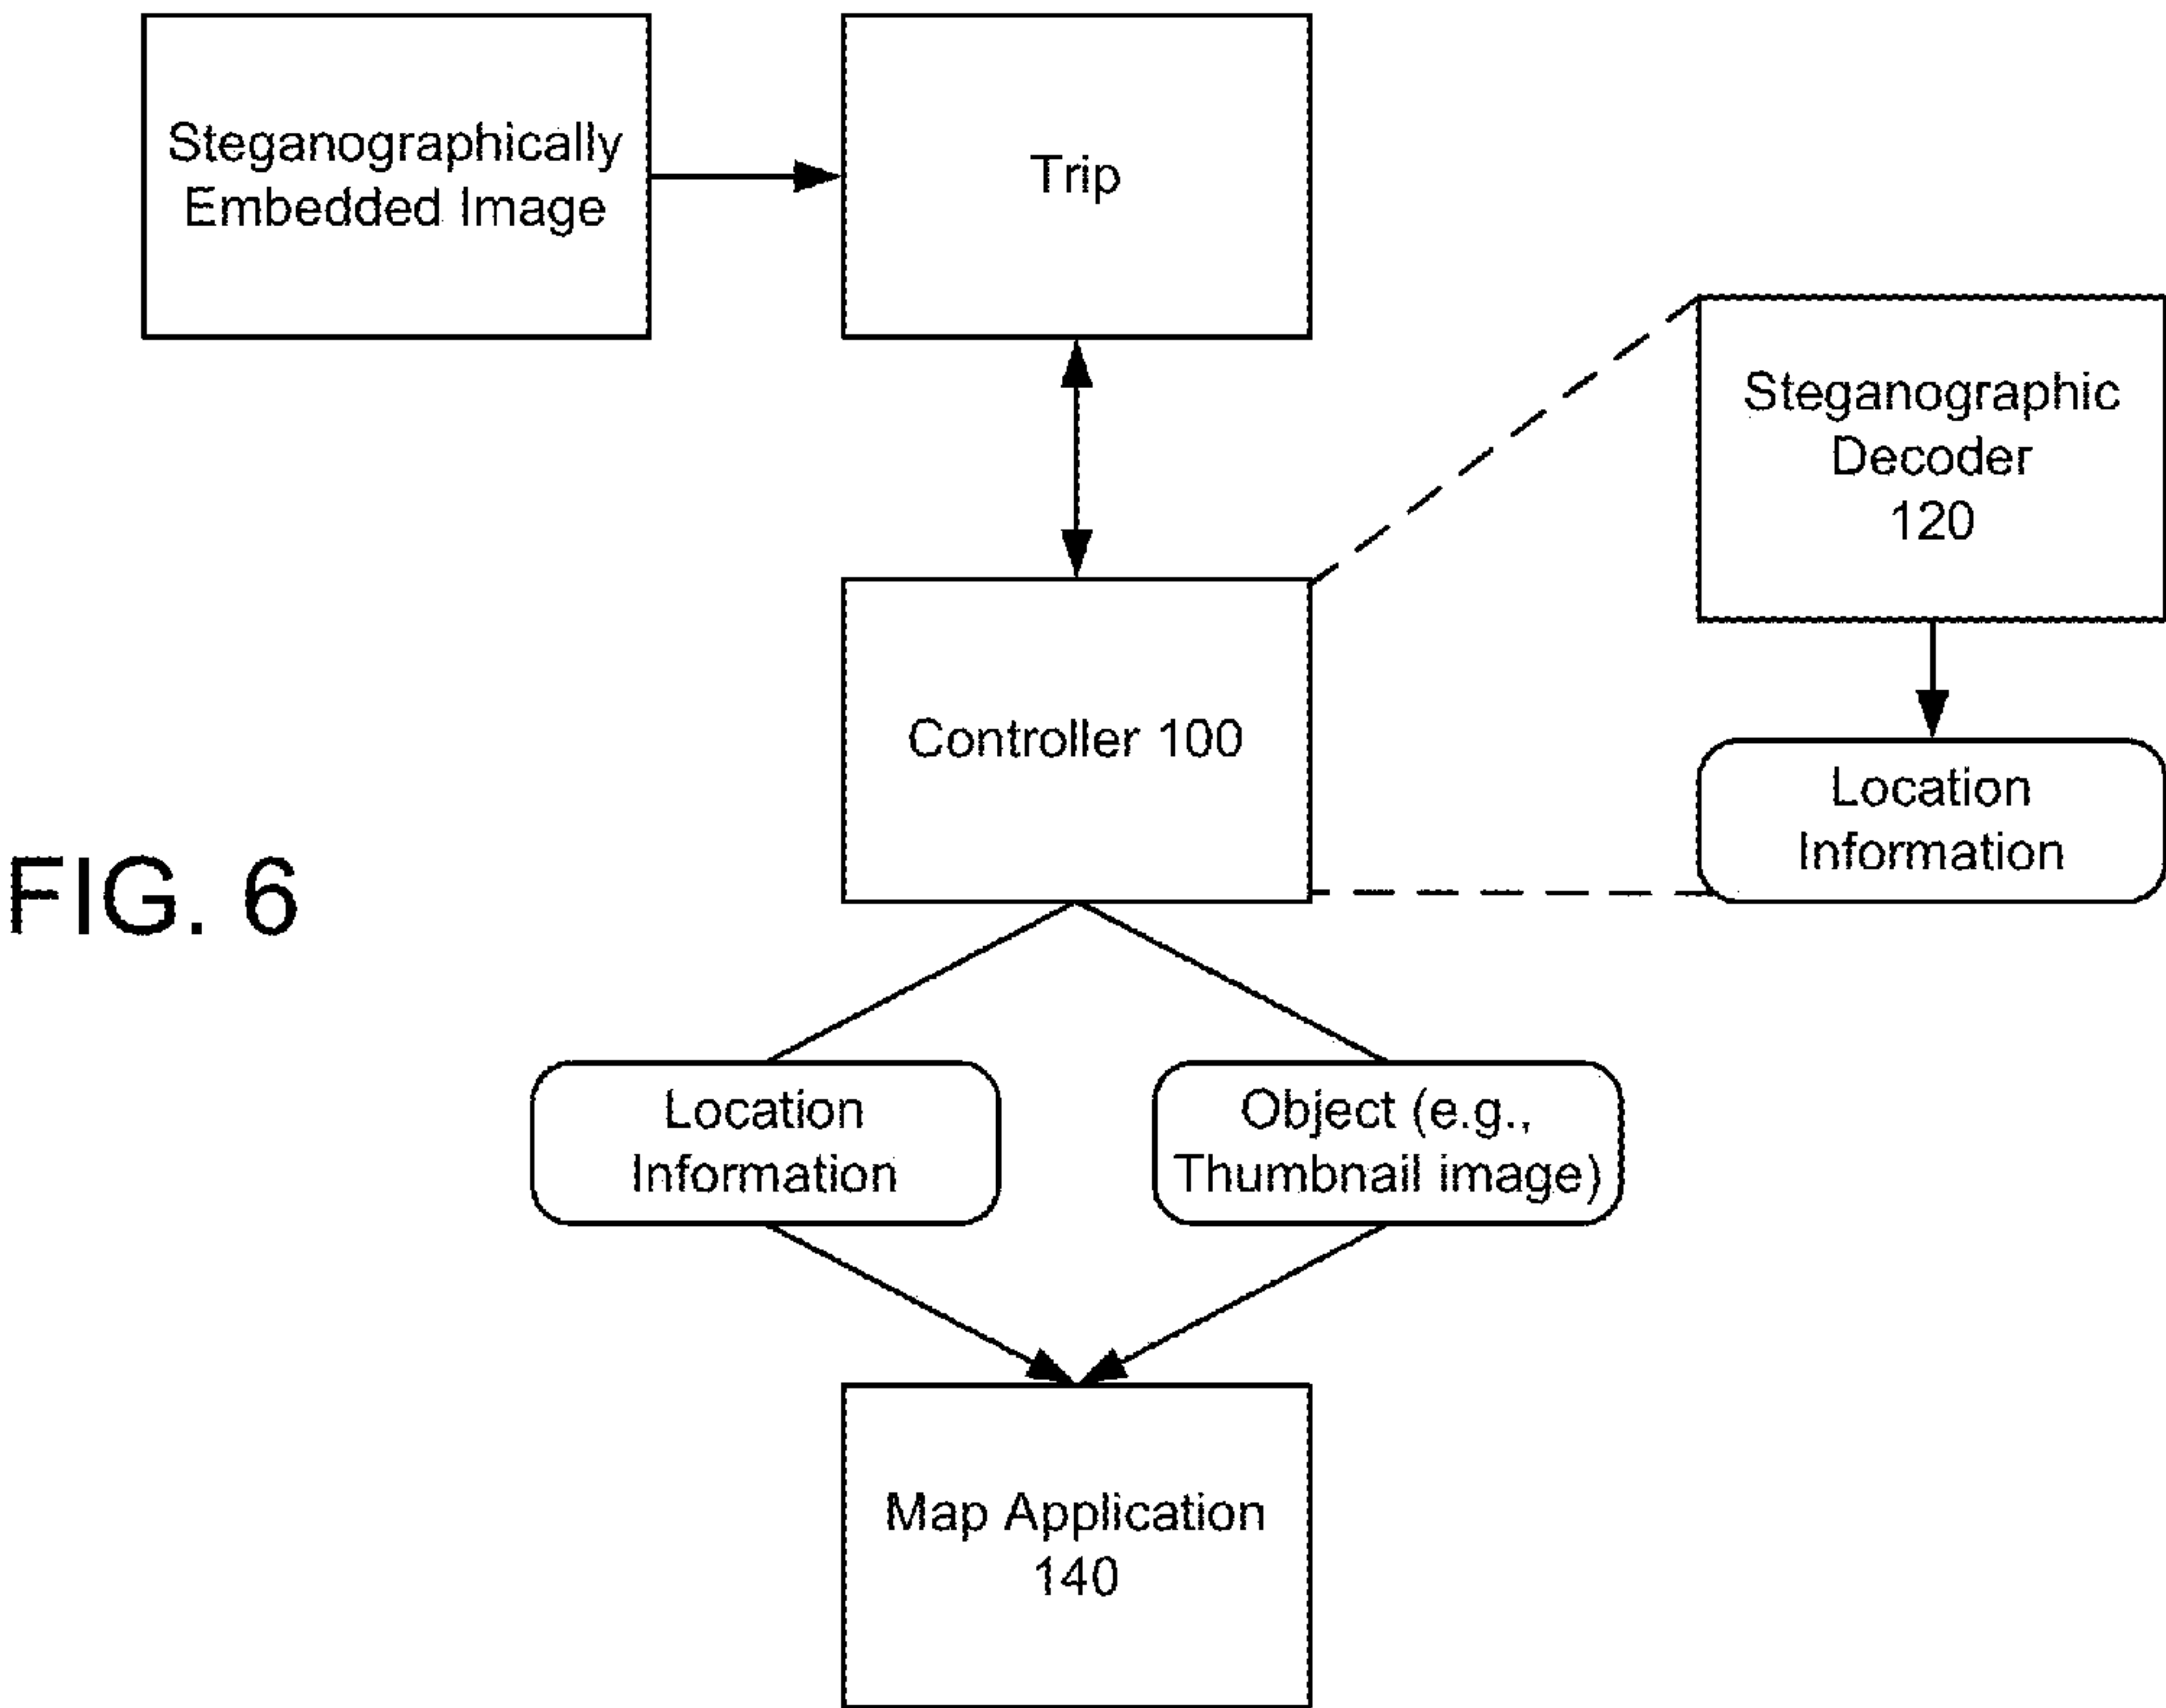 Steganographically
Embedded Image
Trip
Steganographic
Decoder
120
Controller 100
Location
Information
FIG. 6
Location
Information
Object (e.g.,
Thumbnail image)
Map Application
140